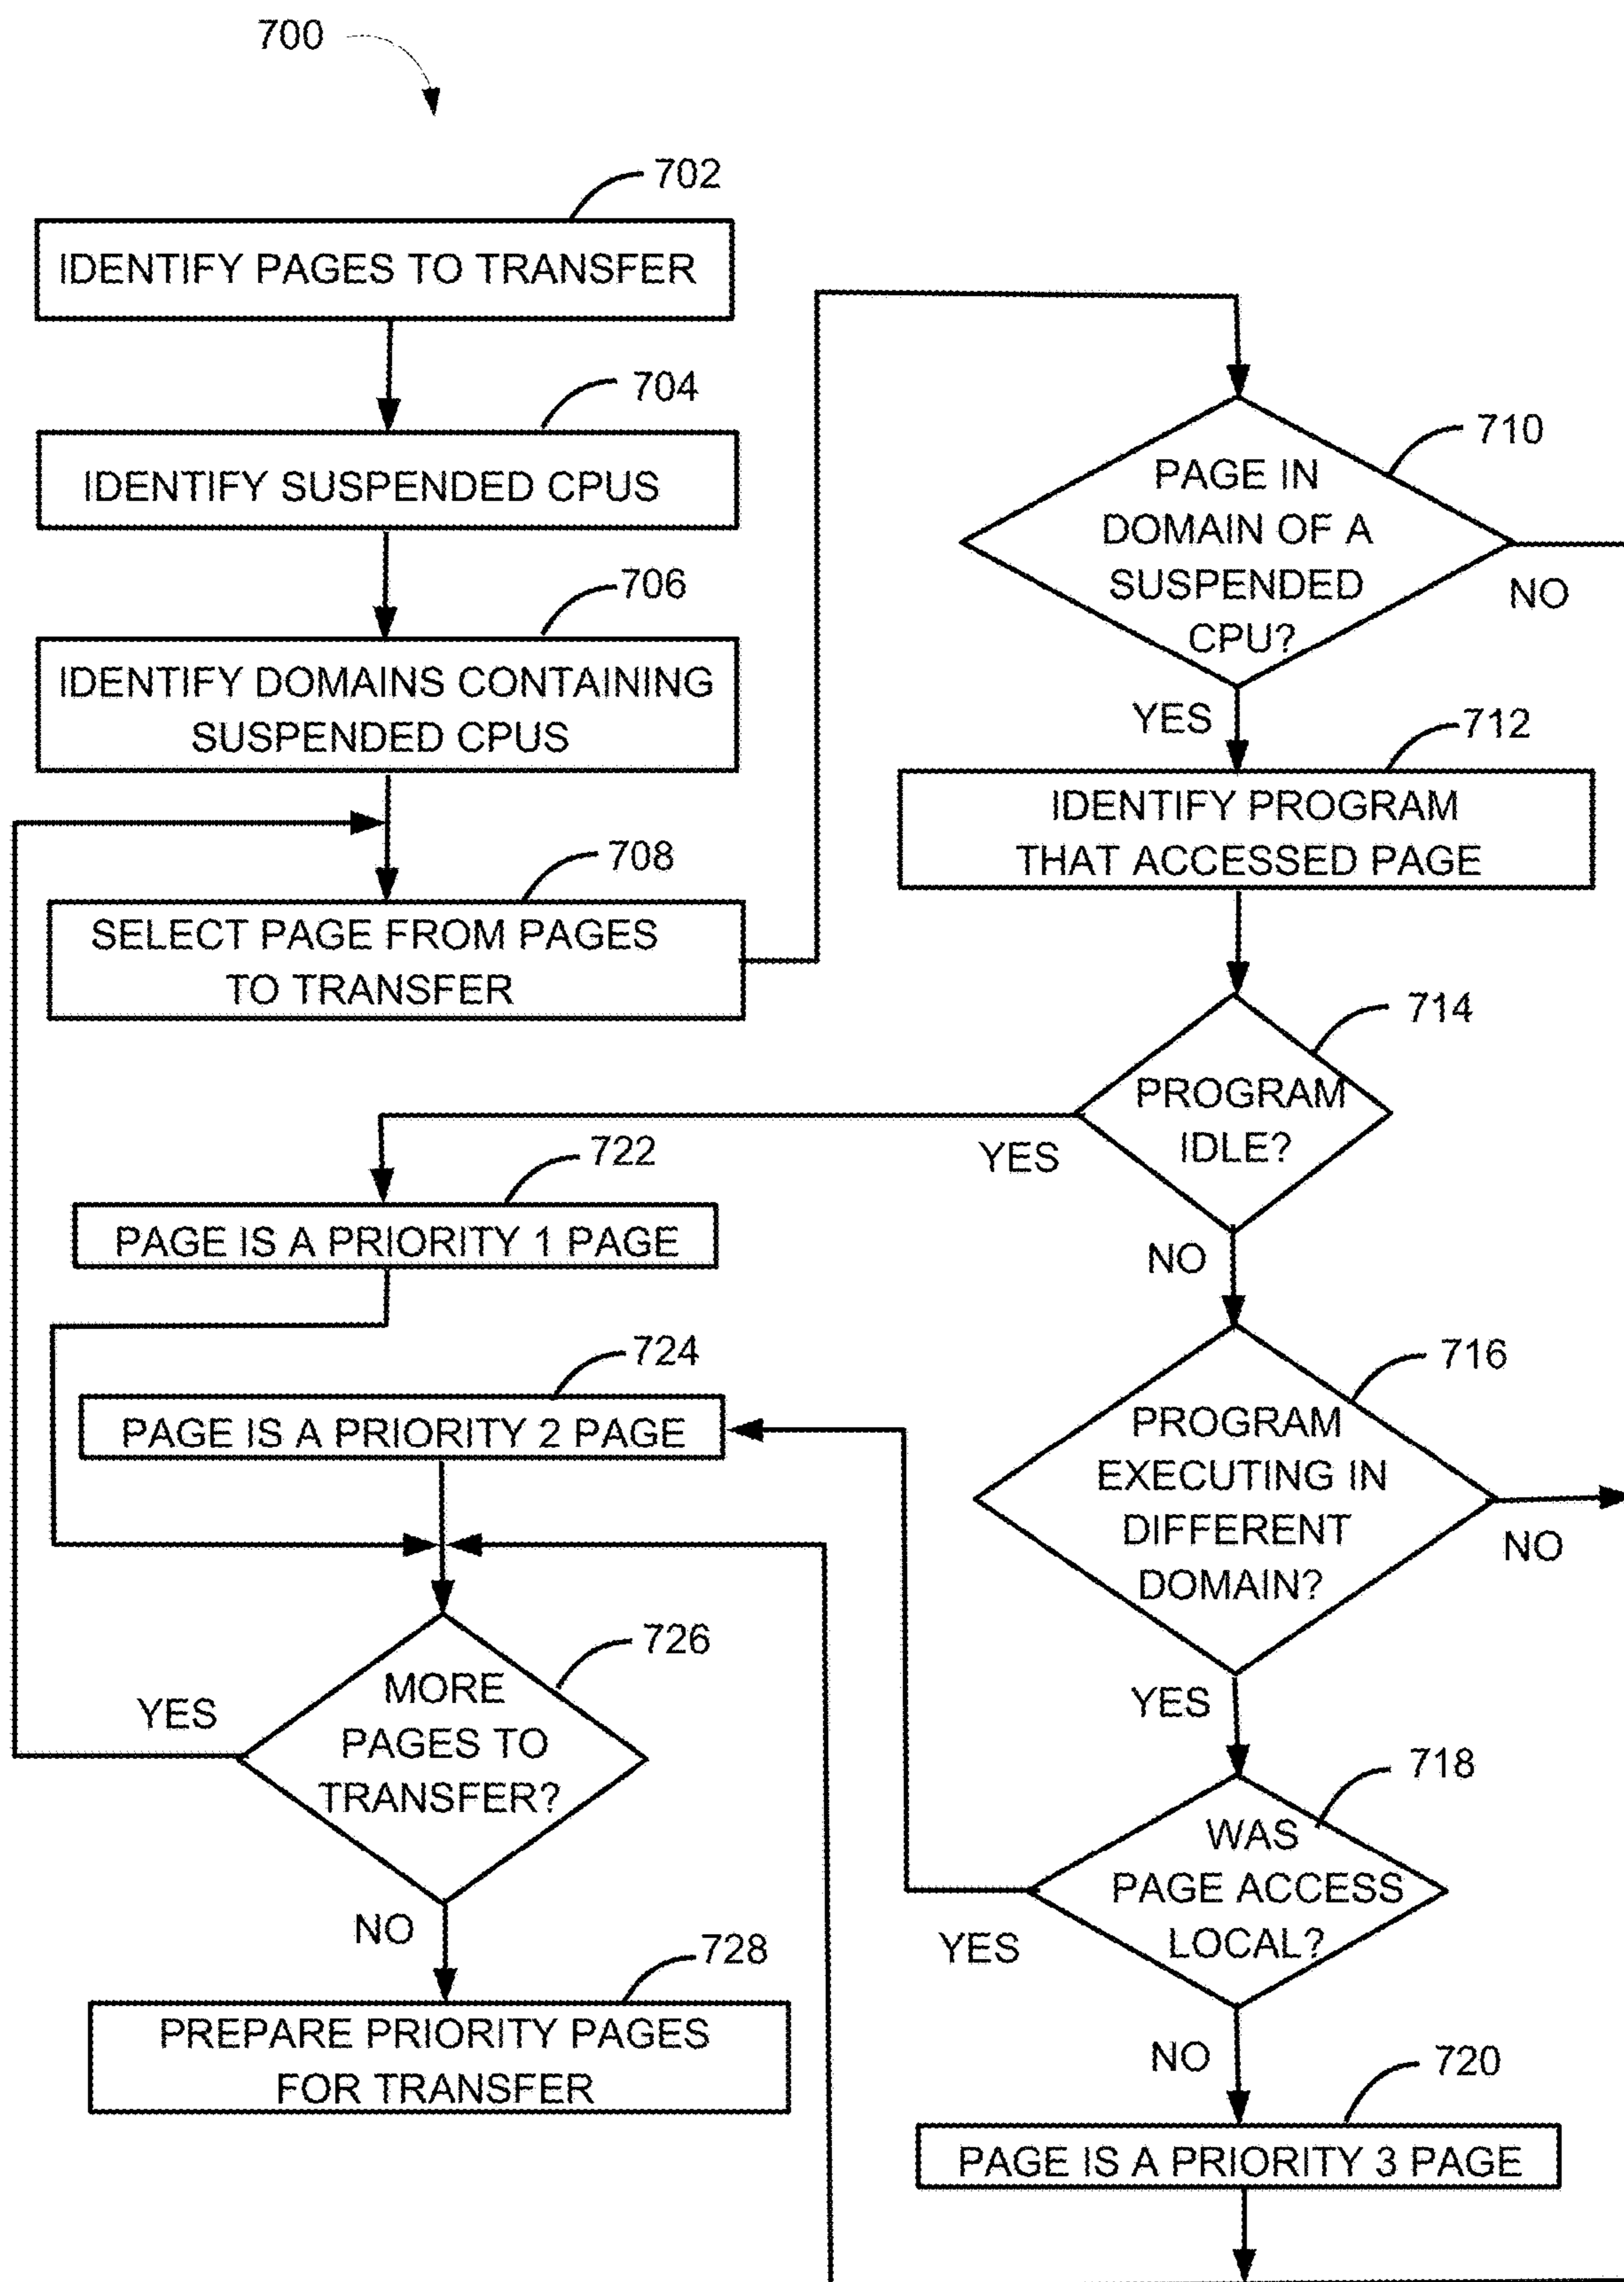 700
702
IDENTIFY PAGES TO TRANSFER
704
IDENTIFY SUSPENDED CPUS
706
IDENTIFY DOMAINS CONTAINING
SUSPENDED CPUS
708
SELECT PAGE FROM PAGES
TO TRANSFER
710
PAGE IN
DOMAIN OF A
SUSPENDED
CPU?
NO
YES
712
IDENTIFY PROGRAM
THAT ACCESSED PAGE
714
PROGRAM
IDLE?
YES
NO
722
PAGE IS A PRIORITY 1 PAGE
724
PAGE IS A PRIORITY 2 PAGE
716
PROGRAM
EXECUTING IN
DIFFERENT
DOMAIN?
NO
YES
726
MORE
PAGES TO
TRANSFER?
YES
NO
718
WAS
PAGE ACCESS
LOCAL?
YES
NO
728
PREPARE PRIORITY PAGES
FOR TRANSFER
720
PAGE IS A PRIORITY 3 PAGE